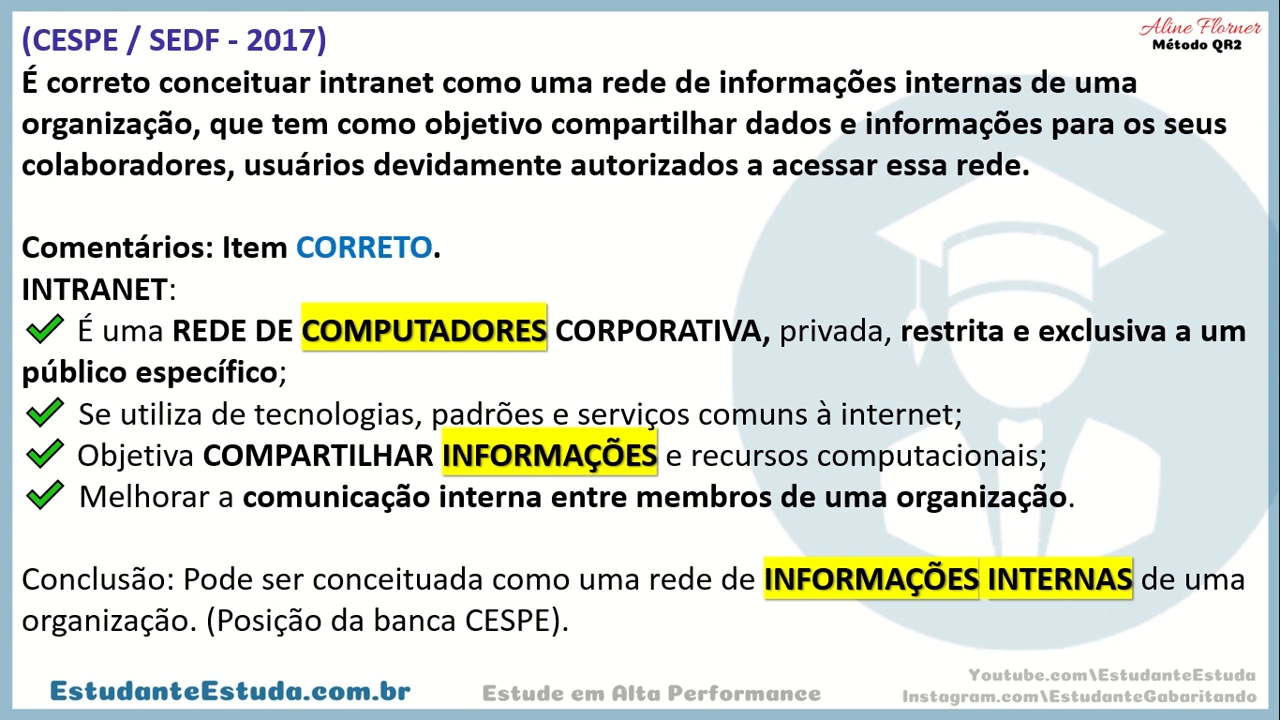 (CESPE / SEDF - 2017)
Aline Florner
Método QR2
É correto conceituar intranet como uma rede de informações internas de uma
organização, que tem como objetivo compartilhar dados e informações para os seus
colaboradores, usuários devidamente autorizados a acessar essa rede.
Comentários: Item CORRETO.
INTRANET:
É uma REDE DE COMPUTADORES CORPORATIVA, privada, restrita e exclusiva a um
público específico;
Se utiliza de tecnologias, padrões e serviços comuns à internet;
Objetiva COMPARTILHAR INFORMAÇÕES e recursos computacionais;
Melhorar a comunicação interna entre membros de uma organização.
Conclusão: Pode ser conceituada como uma rede de INFORMAÇÕES INTERNAS de uma
organização. (Posição da banca CESPE).
EstudanteEstuda.com.br
Estude em Alta Performance
Youtube.com\EstudanteEstuda
Instagram.com\EstudanteGabaritando